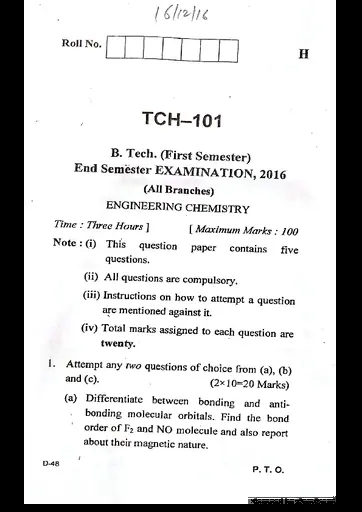 16/12/16
Roll No.
H
TCH–101
B. Tech. (First Semester)
End Semester EXAMINATION, 2016
(All Branches)
ENGINEERING CHEMISTRY
Time : Three Hours ] [ Maximum Marks : 100
Note : (i) This question paper contains five
questions.
(ii) All questions are compulsory.
(iii) Instructions on how to attempt a question
are mentioned against it.
(iv) Total marks assigned to each question are
twenty.
1. Attempt any two questions of choice from (a), (b)
and (c). (2×10=20 Marks)
(a) Differentiate between bonding and anti-
bonding molecular orbitals. Find the bond
order of F₂ and NO molecule and also report
about their magnetic nature.
D-48 P. T. O.